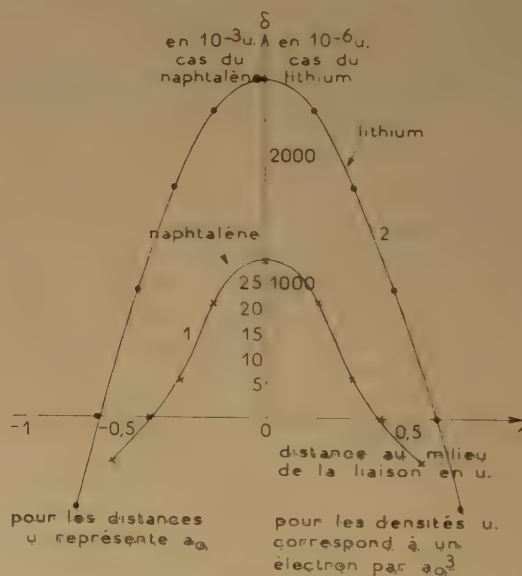 δ
en 10-3u. en 10-6u.
cas du cas du
naphtalène lithium
lithium
2000
2
naphtalène
25 1000
20
1 15
10
5
-1 -0,5 0 0,5
distance au milieu
de la liaison en u.
pour les distances
u représente a₀
pour les densités u.
correspond à un
électron par a₀³